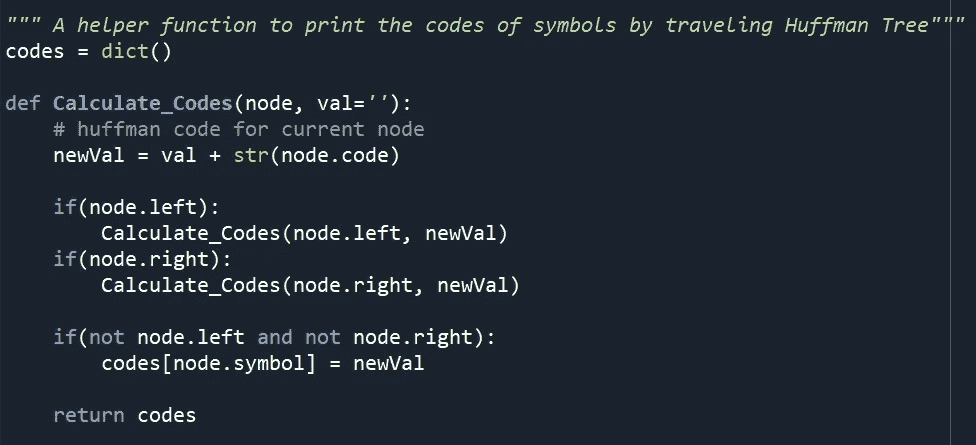 """ A helper function to print the codes of symbols by traveling Huffman Tree"""
codes = dict()
def Calculate_Codes(node, val=''):
# huffman code for current node
newVal = val + str(node.code)
if(node.left):
Calculate_Codes(node.left, newVal)
if(node.right):
Calculate_Codes(node.right, newVal)
if(not node.left and not node.right):
codes[node.symbol] = newVal
return codes